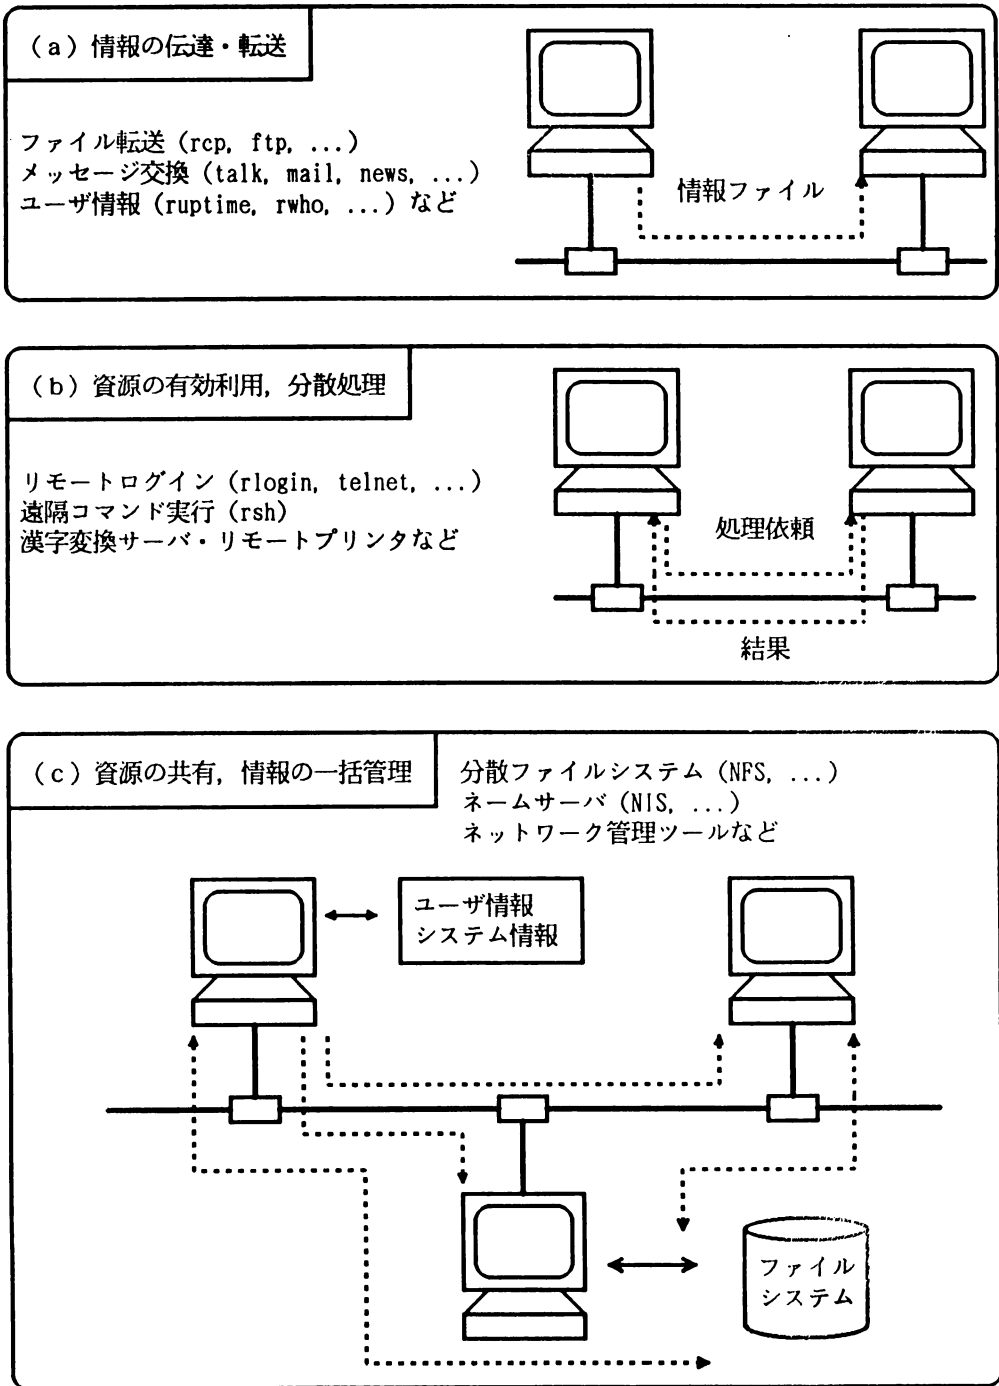 (a) 情報の伝達・転送
ファイル転送 (rcp, ftp, ...)
メッセージ交換 (talk, mail, news, ...)
ユーザ情報 (ruptime, rwho, ...) など
情報ファイル
(b) 資源の有効利用, 分散処理
リモートログイン (rlogin, telnet, ...)
遠隔コマンド実行 (rsh)
漢字変換サーバ・リモートプリンタなど
処理依頼
結果
(c) 資源の共有, 情報の一括管理
分散ファイルシステム (NFS, ...)
ネームサーバ (NIS, ...)
ネットワーク管理ツールなど
ユーザ情報
システム情報
ファイル
システム